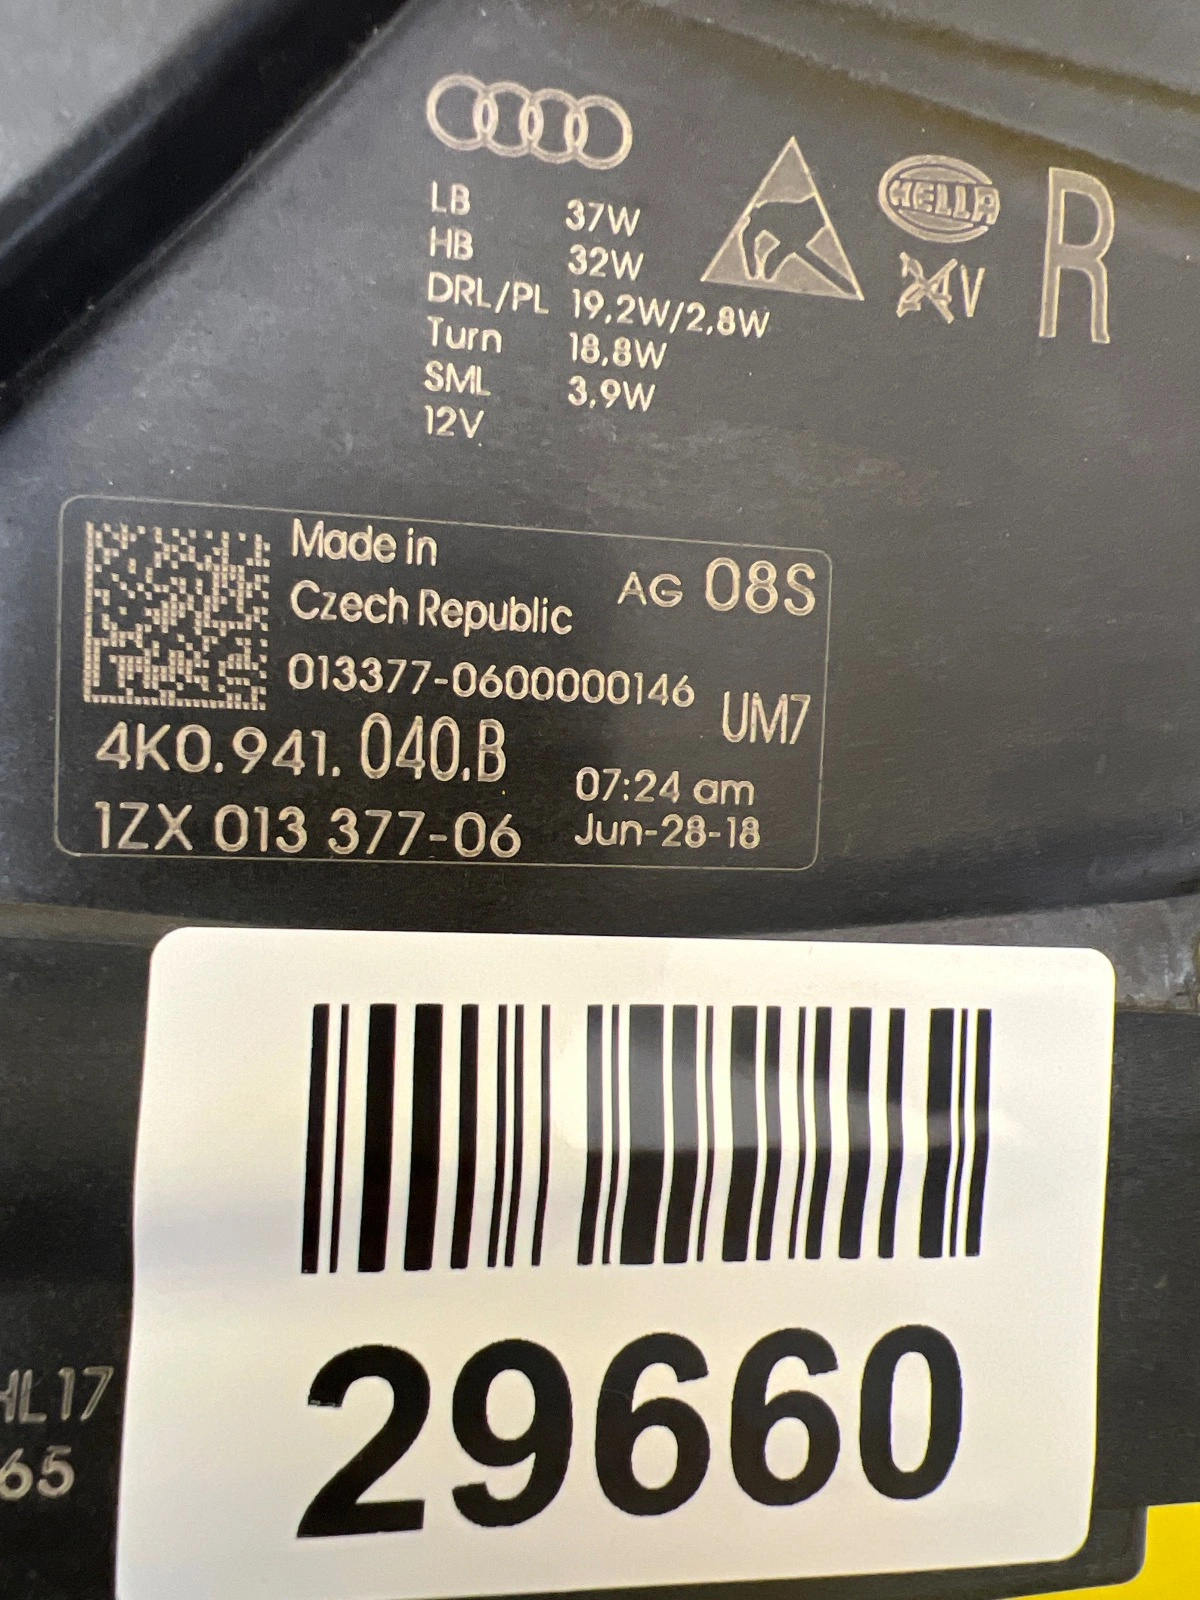 HELLA
R
24V
LB 37W
HB 32W
DRL/PL 19,2W/2,8W
Turn 18,8W
SML 3,9W
12V
Made in
Czech Republic
AG 08S
013377-0600000146
UM7
4K0.941.040.B
07:24 am
1ZX 013 377-06
Jun-28-18
HL17
65
29660